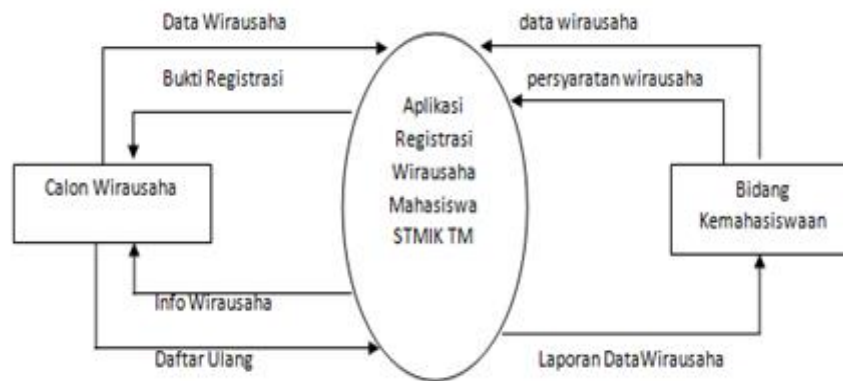 Data Wirausaha
data wirausaha
Bukti Registrasi
persyaratan wirausaha
Aplikasi
Registrasi
Wirausaha
Mahasiswa
STMIK TM
Calon Wirausaha
Bidang
Kemahasiswaan
Info Wirausaha
Daftar Ulang
Laporan DataWirausaha